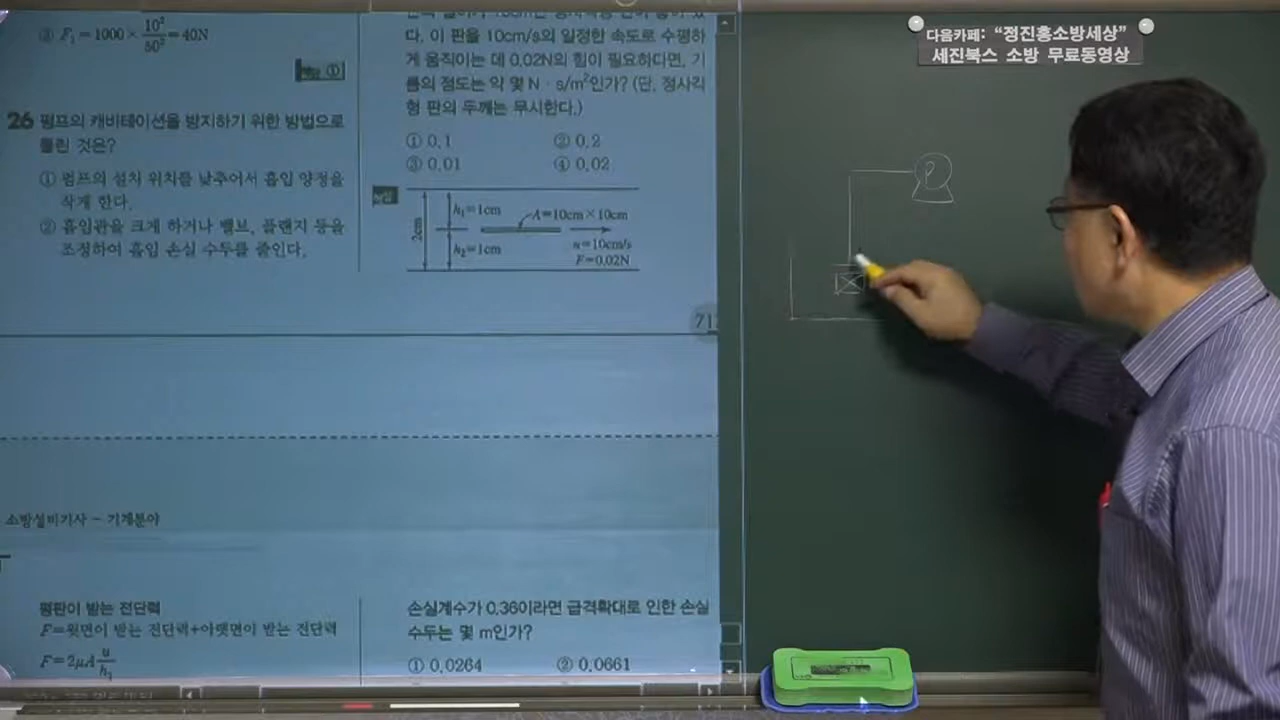 ② F₁=1000×10²/50²=40N
①
26 펌프의 캐비테이션을 방지하기 위한 방법으로
틀린 것은?
① 펌프의 설치 위치를 낮추어서 흡입 양정을
작게 한다.
② 흡입관을 크게 하거나 밸브, 플랜지 등을
조정하여 흡입 손실 수두를 줄인다.
다. 이 판을 10cm/s의 일정한 속도로 수평하
게 움직이는 데 0.02N의 힘이 필요하다면, 기
름의 점도는 약 몇 N·s/m²인가? (단, 정사각
형 판의 두께는 무시한다.)
① 0.1 ② 0.2
③ 0.01 ④ 0.02
해설
2cm
h₁=1cm
A=10cm×10cm
h₂=1cm
u=10cm/s
F=0.02N
71
소방설비기사 - 기계분야
평판이 받는 전단력
F=윗면이 받는 전단력+아랫면이 받는 전단력
F=2μA u/h₁
손실계수가 0.36이라면 급격확대로 인한 손실
수두는 몇 m인가?
① 0.0264 ② 0.0661
다음카페: "정진홍소방세상"
세진북스 소방 무료동영상
P